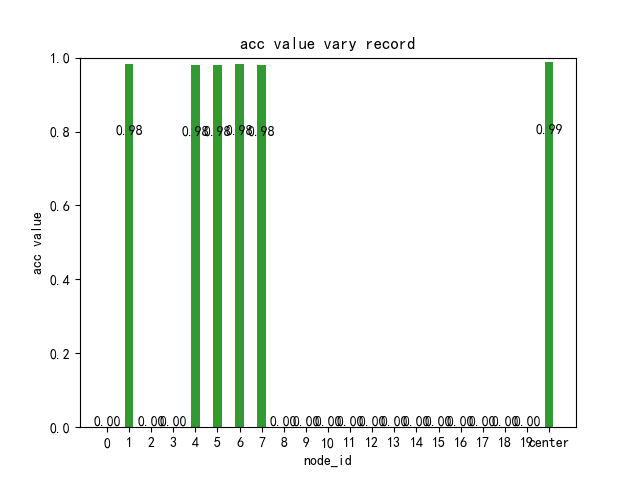 acc value vary record
1.0
0.8
0.6
0.4
0.2
0.0
acc value
0.98 0.98 0.98 0.98 0.98 0.99
0.00 0.00 0.00 0.00 0.00 0.00 0.00 0.00 0.00 0.00 0.00 0.00 0.00 0.00 0.00
0 1 2 3 4 5 6 7 8 9 10 11 12 13 14 15 16 17 18 19 center
node_id